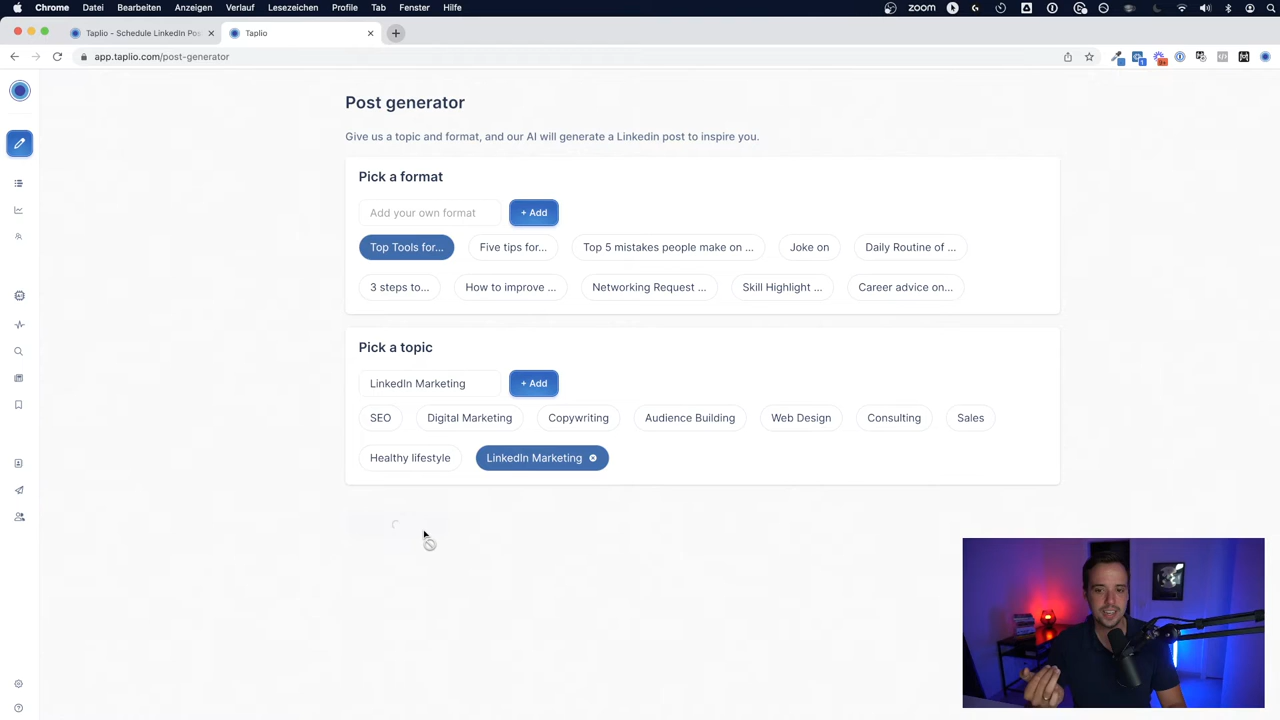 Chrome Datei Bearbeiten Anzeigen Verlauf Lesezeichen Profile Tab Fenster Hilfe zoom
Taplio - Schedule LinkedIn Pos
Taplio
app.taplio.com/post-generator
Post generator
Give us a topic and format, and our AI will generate a Linkedin post to inspire you.
Pick a format
Add your own format + Add
Top Tools for... Five tips for... Top 5 mistakes people make on ... Joke on Daily Routine of ...
3 steps to... How to improve ... Networking Request ... Skill Highlight ... Career advice on...
Pick a topic
LinkedIn Marketing + Add
SEO Digital Marketing Copywriting Audience Building Web Design Consulting Sales
Healthy lifestyle LinkedIn Marketing